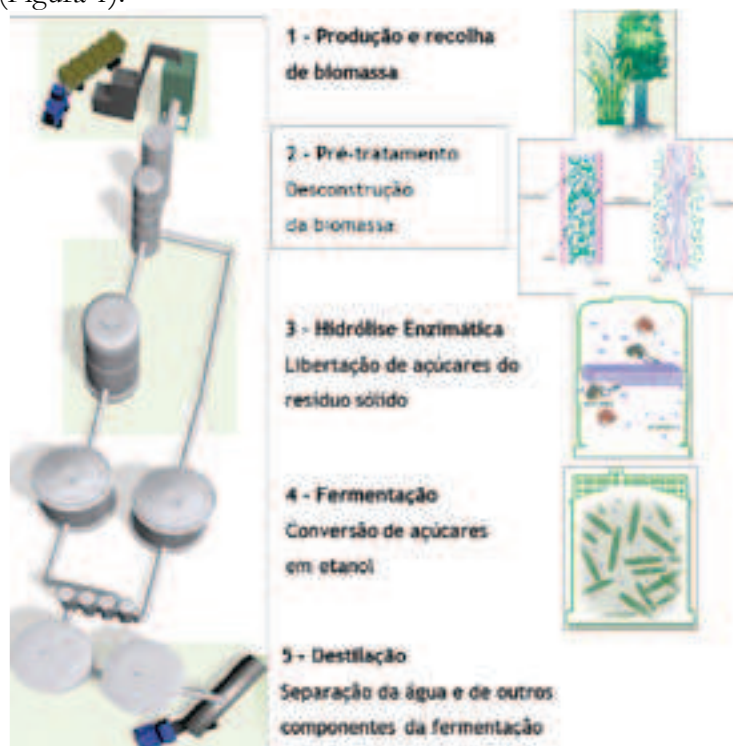 (Figura 1).
1 - Produção e recolha
de biomassa
2 - Pré-tratamento
Desconstrução
da biomassa
3 - Hidrólise Enzimática
Libertação de açúcares do
resíduo sólido
4 - Fermentação
Conversão de açúcares
em etanol
5 - Destilação
Separação da água e de outros
componentes da fermentação